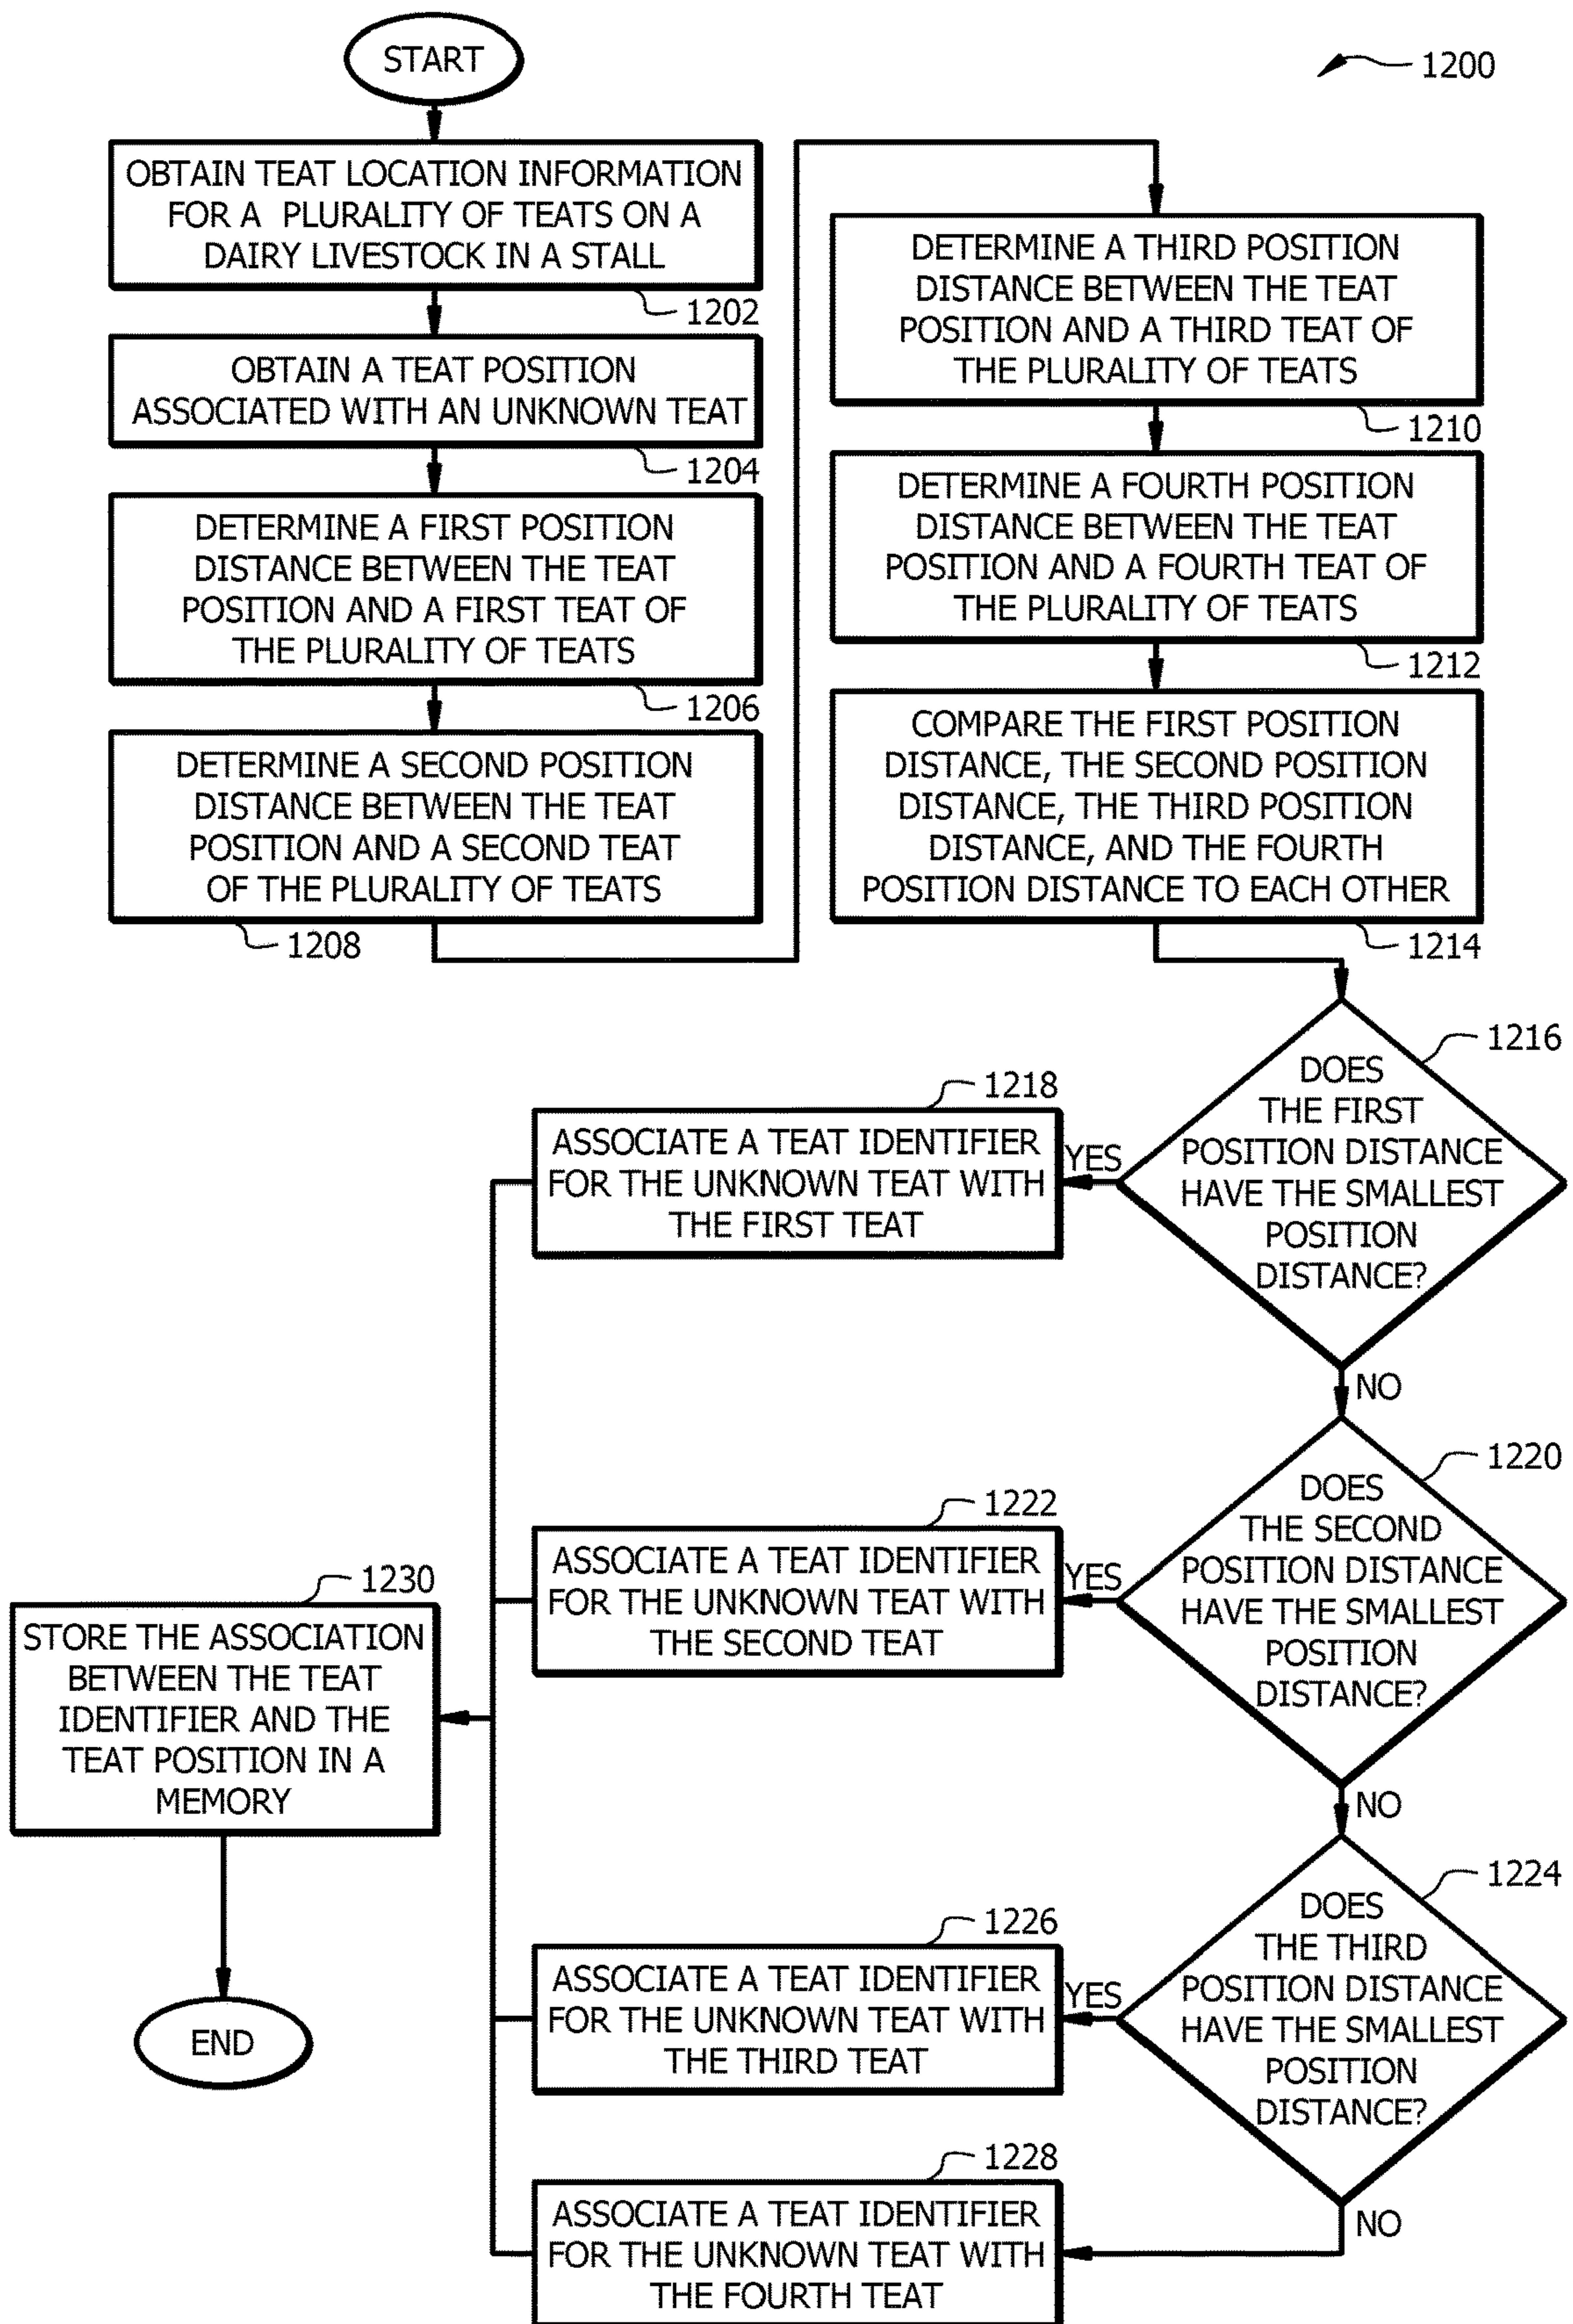 START
1200
OBTAIN TEAT LOCATION INFORMATION
FOR A PLURALITY OF TEATS ON A
DAIRY LIVESTOCK IN A STALL
1202
OBTAIN A TEAT POSITION
ASSOCIATED WITH AN UNKNOWN TEAT
1204
DETERMINE A FIRST POSITION
DISTANCE BETWEEN THE TEAT
POSITION AND A FIRST TEAT OF
THE PLURALITY OF TEATS
1206
DETERMINE A SECOND POSITION
DISTANCE BETWEEN THE TEAT
POSITION AND A SECOND TEAT
OF THE PLURALITY OF TEATS
1208
DETERMINE A THIRD POSITION
DISTANCE BETWEEN THE TEAT
POSITION AND A THIRD TEAT OF
THE PLURALITY OF TEATS
1210
DETERMINE A FOURTH POSITION
DISTANCE BETWEEN THE TEAT
POSITION AND A FOURTH TEAT OF
THE PLURALITY OF TEATS
1212
COMPARE THE FIRST POSITION
DISTANCE, THE SECOND POSITION
DISTANCE, THE THIRD POSITION
DISTANCE, AND THE FOURTH
POSITION DISTANCE TO EACH OTHER
1214
1216
DOES
THE FIRST
POSITION DISTANCE
HAVE THE SMALLEST
POSITION
DISTANCE?
YES
1218
ASSOCIATE A TEAT IDENTIFIER
FOR THE UNKNOWN TEAT WITH
THE FIRST TEAT
NO
1220
DOES
THE SECOND
POSITION DISTANCE
HAVE THE SMALLEST
POSITION
DISTANCE?
YES
1222
ASSOCIATE A TEAT IDENTIFIER
FOR THE UNKNOWN TEAT WITH
THE SECOND TEAT
NO
1224
DOES
THE THIRD
POSITION DISTANCE
HAVE THE SMALLEST
POSITION
DISTANCE?
YES
1226
ASSOCIATE A TEAT IDENTIFIER
FOR THE UNKNOWN TEAT WITH
THE THIRD TEAT
NO
1228
ASSOCIATE A TEAT IDENTIFIER
FOR THE UNKNOWN TEAT WITH
THE FOURTH TEAT
1230
STORE THE ASSOCIATION
BETWEEN THE TEAT
IDENTIFIER AND THE
TEAT POSITION IN A
MEMORY
END